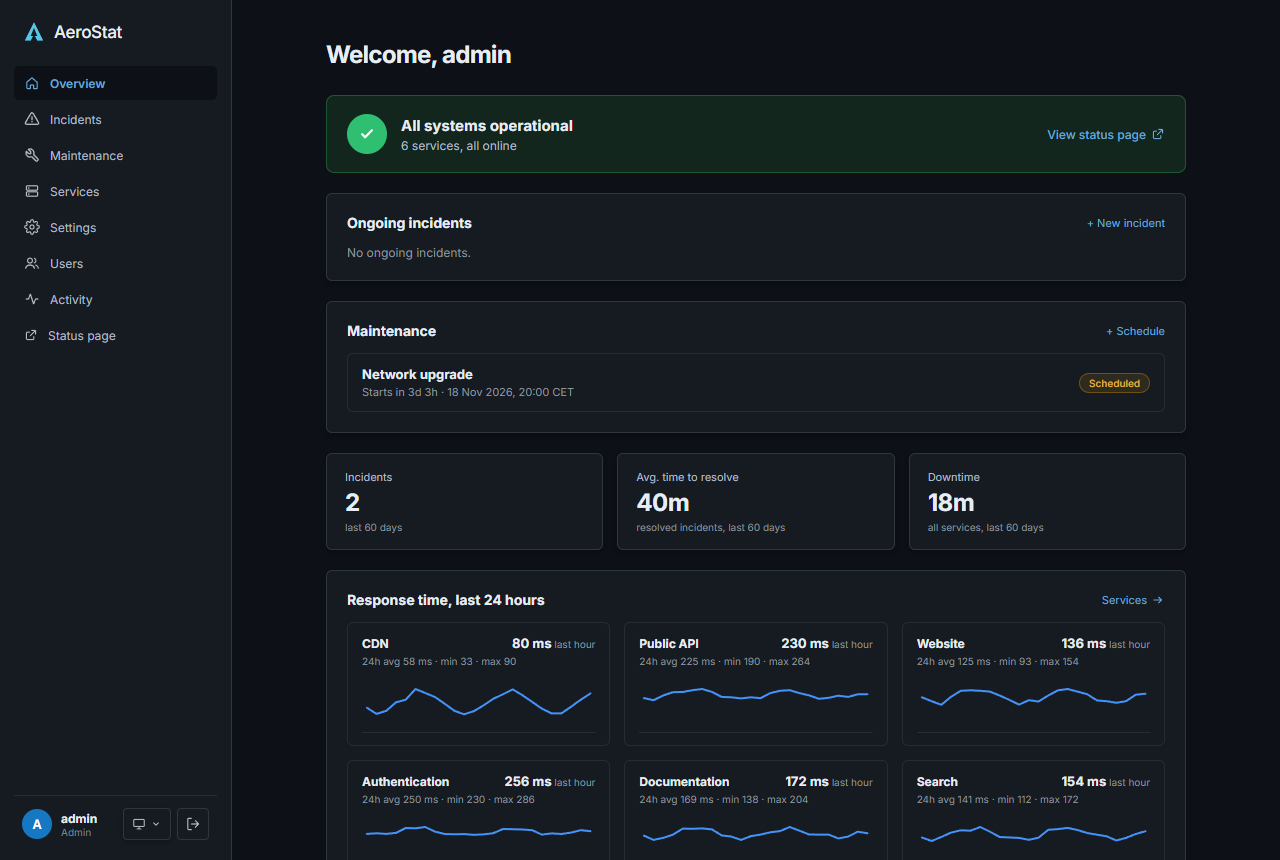 AeroStat
Overview
Incidents
Maintenance
Services
Settings
Users
Activity
Status page
A
admin
Admin
Welcome, admin
All systems operational
6 services, all online
View status page
Ongoing incidents
+ New incident
No ongoing incidents.
Maintenance
+ Schedule
Network upgrade
Starts in 3d 3h · 18 Nov 2026, 20:00 CET
Scheduled
Incidents
2
last 60 days
Avg. time to resolve
40m
resolved incidents, last 60 days
Downtime
18m
all services, last 60 days
Response time, last 24 hours
Services →
CDN
80 ms last hour
24h avg 58 ms · min 33 · max 90
Public API
230 ms last hour
24h avg 225 ms · min 190 · max 264
Website
136 ms last hour
24h avg 125 ms · min 93 · max 154
Authentication
256 ms last hour
24h avg 250 ms · min 230 · max 286
Documentation
172 ms last hour
24h avg 169 ms · min 138 · max 204
Search
154 ms last hour
24h avg 141 ms · min 112 · max 172